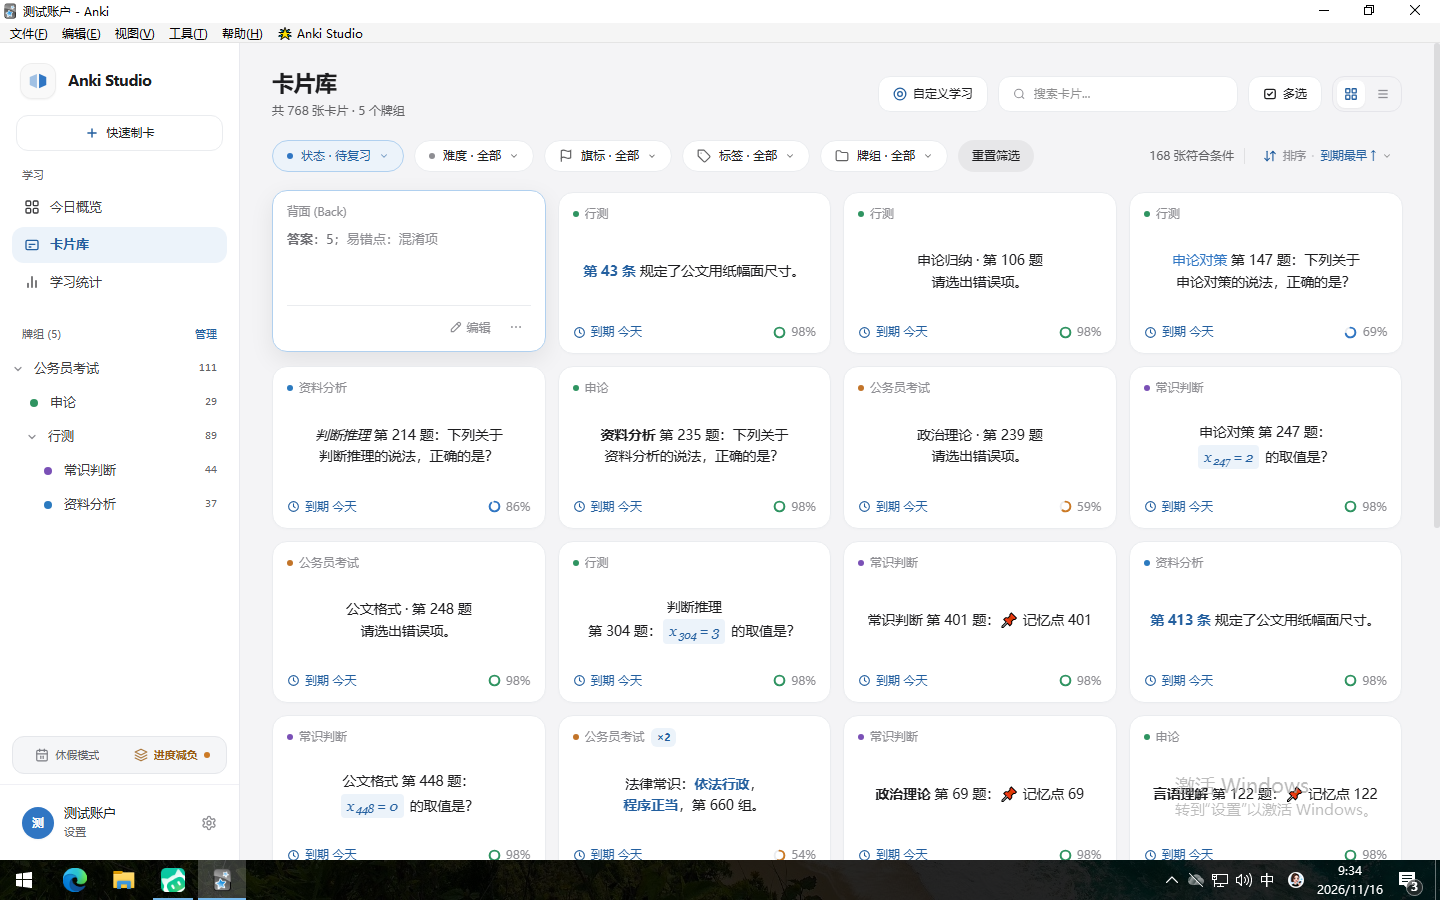 测试账户 - Anki
文件(F) 编辑(E) 视图(V) 工具(T) 帮助(H) Anki Studio
Anki Studio
+ 快速制卡
学习
今日概览
卡片库
学习统计
牌组 (5) 管理
公务员考试 111
申论 29
行测 89
常识判断 44
资料分析 37
休假模式 进度减负
测 测试账户
设置
卡片库
共 768 张卡片 · 5 个牌组
自定义学习 搜索卡片... 多选
状态 · 待复习 难度 · 全部 旗标 · 全部 标签 · 全部 牌组 · 全部 重置筛选 168 张符合条件 排序 · 到期最早↑
背面 (Back)
答案：5；易错点：混淆项
编辑 ···
行测
第 43 条 规定了公文用纸幅面尺寸。
到期 今天 98%
行测
申论归纳 · 第 106 题
请选出错误项。
到期 今天 98%
行测
申论对策 第 147 题：下列关于
申论对策的说法，正确的是？
到期 今天 69%
资料分析
判断推理 第 214 题：下列关于
判断推理的说法，正确的是？
到期 今天 86%
申论
资料分析 第 235 题：下列关于
资料分析的说法，正确的是？
到期 今天 98%
公务员考试
政治理论 · 第 239 题
请选出错误项。
到期 今天 59%
常识判断
申论对策 第 247 题：
x247 = 2 的取值是？
到期 今天 98%
公务员考试
公文格式 · 第 248 题
请选出错误项。
到期 今天 98%
行测
判断推理
第 304 题： x304 = 3 的取值是？
到期 今天 98%
常识判断
常识判断 第 401 题：📌 记忆点 401
到期 今天 98%
资料分析
第 413 条 规定了公文用纸幅面尺寸。
到期 今天 98%
常识判断
公文格式 第 448 题：
x448 = 0 的取值是？
到期 今天 98%
公务员考试 ×2
法律常识：依法行政，
程序正当，第 660 组。
到期 今天 54%
常识判断
政治理论 第 69 题：📌 记忆点 69
到期 今天 98%
申论
言语理解 第 122 题：📌 记忆点 122
到期 今天 98%
激活 Windows
转到"设置"以激活 Windows。
中
9:34
2026/11/16
3